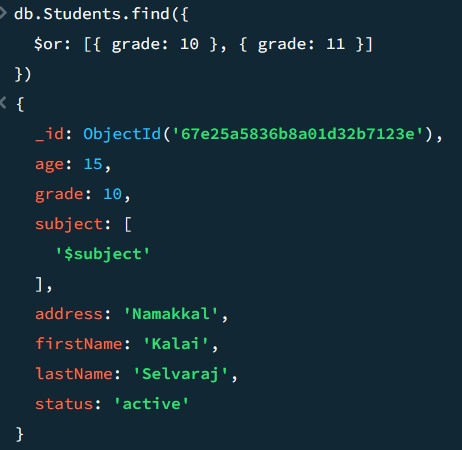 db.Students.find({
$or: [{ grade: 10 }, { grade: 11 }]
})
{
_id: ObjectId('67e25a5836b8a01d32b7123e'),
age: 15,
grade: 10,
subject: [
'$subject'
],
address: 'Namakkal',
firstName: 'Kalai',
lastName: 'Selvaraj',
status: 'active'
}